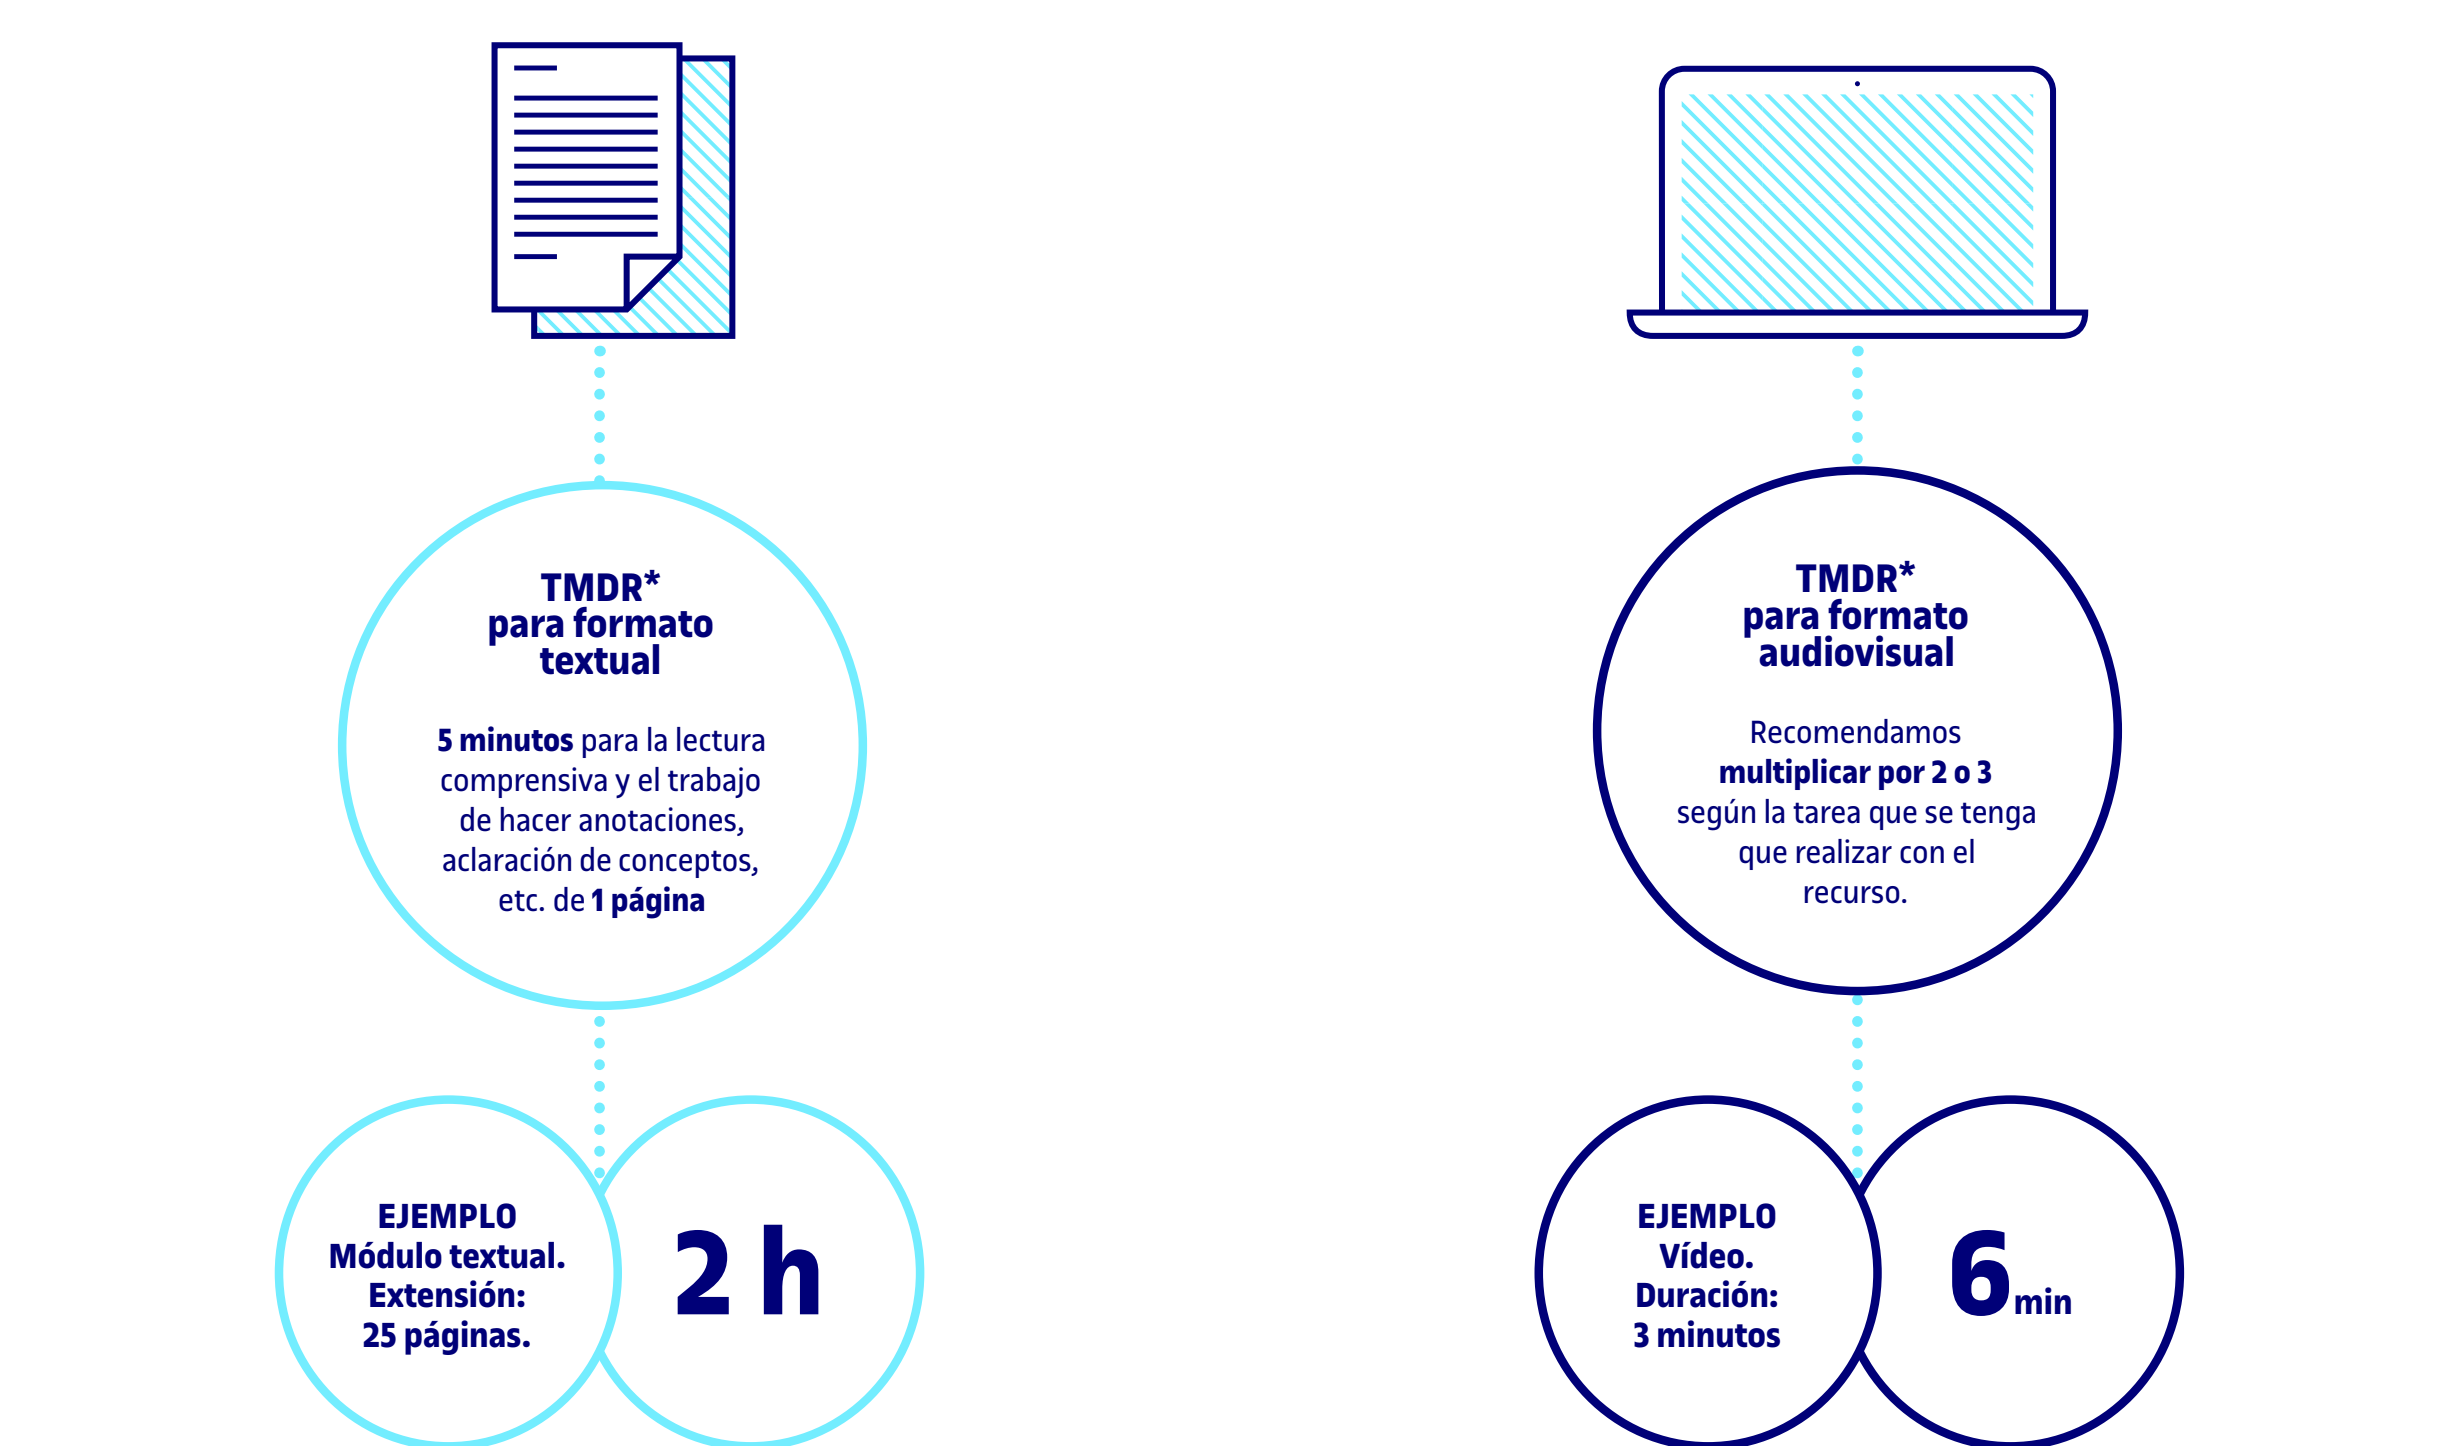 TMDR*
para formato
textual
5 minutos para la lectura
comprensiva y el trabajo
de hacer anotaciones,
aclaración de conceptos,
etc. de 1 página
EJEMPLO
Módulo textual.
Extensión:
25 páginas.
2 h
TMDR*
para formato
audiovisual
Recomendamos
multiplicar por 2 o 3
según la tarea que se tenga
que realizar con el
recurso.
EJEMPLO
Vídeo.
Duración:
3 minutos
6 min